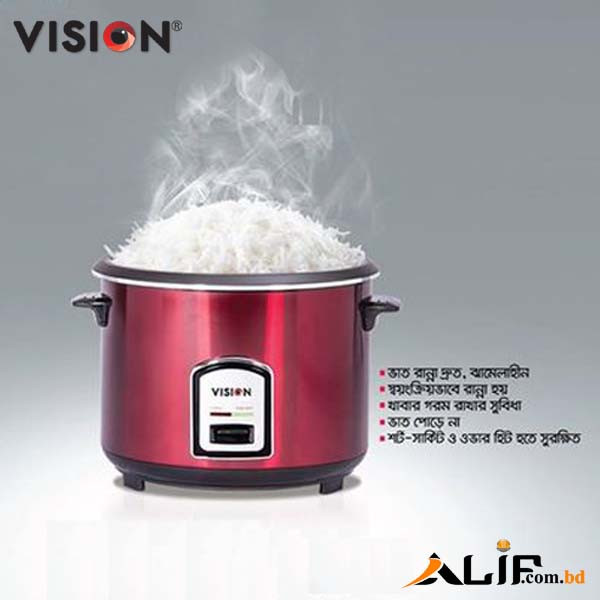 VISION®
VISION
▪ ভাত রান্না দ্রুত, ঝামেলাহীন
▪ স্বয়ংক্রিয়ভাবে রান্না হয়
▪ খাবার গরম রাখার সুবিধা
▪ ভাত পোড়ে না
▪ শর্ট-সার্কিট ও ওভার হিট হতে সুরক্ষিত
ALIF.com.bd